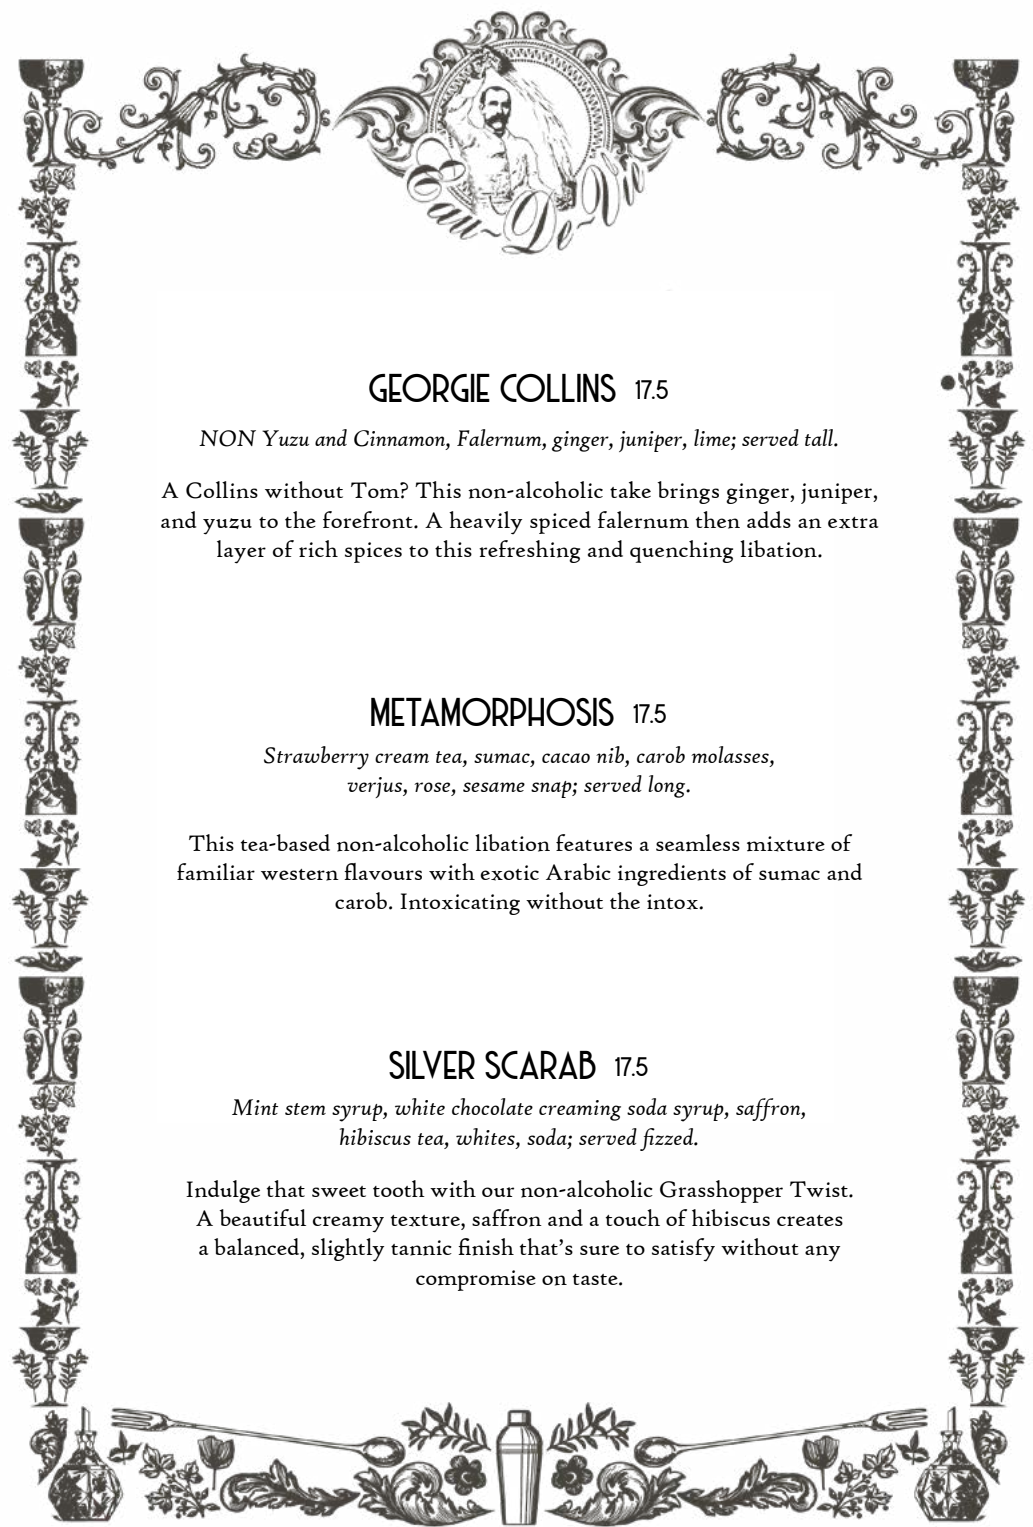 Eau-De-Vie
GEORGIE COLLINS 17.5
NON Yuzu and Cinnamon, Falernum, ginger, juniper, lime; served tall.
A Collins without Tom? This non-alcoholic take brings ginger, juniper,
and yuzu to the forefront. A heavily spiced falernum then adds an extra
layer of rich spices to this refreshing and quenching libation.
METAMORPHOSIS 17.5
Strawberry cream tea, sumac, cacao nib, carob molasses,
verjus, rose, sesame snap; served long.
This tea-based non-alcoholic libation features a seamless mixture of
familiar western flavours with exotic Arabic ingredients of sumac and
carob. Intoxicating without the intox.
SILVER SCARAB 17.5
Mint stem syrup, white chocolate creaming soda syrup, saffron,
hibiscus tea, whites, soda; served fizzed.
Indulge that sweet tooth with our non-alcoholic Grasshopper Twist.
A beautiful creamy texture, saffron and a touch of hibiscus creates
a balanced, slightly tannic finish that's sure to satisfy without any
compromise on taste.